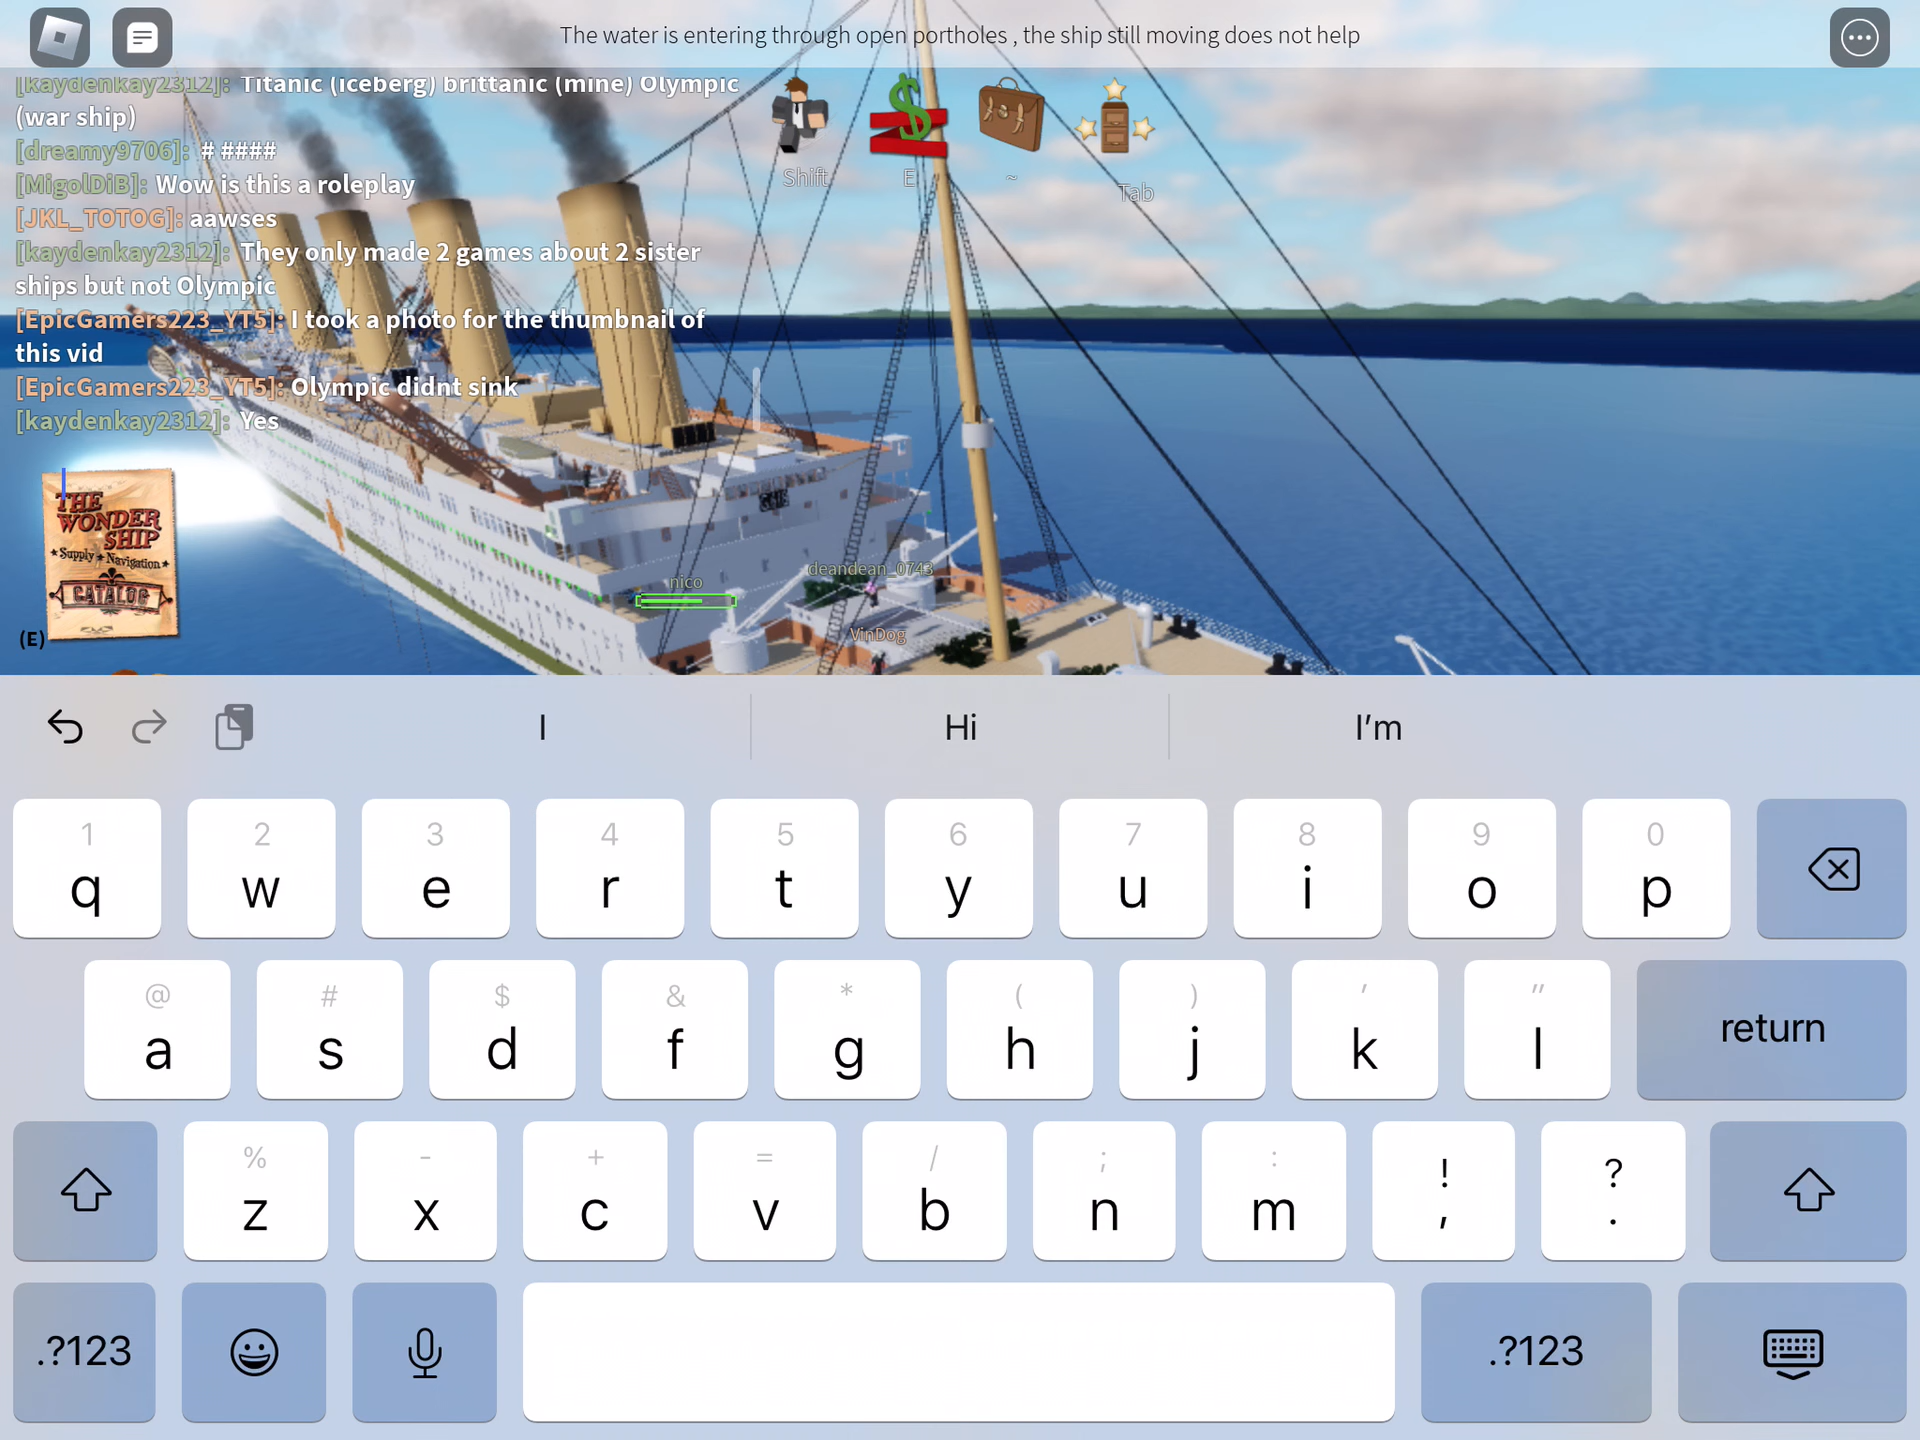 The water is entering through open portholes , the ship still moving does not help
[kaydenkay2312]: Titanic (iceberg) brittanic (mine) Olympic
(war ship)
[dreamy9706]: # ####
[MigolDiB]: Wow is this a roleplay
[JKL_TOTOG]: aawses
[kaydenkay2312]: They only made 2 games about 2 sister
ships but not Olympic
[EpicGamers223_YT5]: I took a photo for the thumbnail of
this vid
[EpicGamers223_YT5]: Olympic didnt sink
[kaydenkay2312]: Yes
Shift E ~ Tab
THE
WONDER
SHIP
Supply Navigation
CATALOG
(E)
nico
deandean_0743
VinDog
I Hi I'm
1 2 3 4 5 6 7 8 9 0
q w e r t y u i o p
@ # $ & * ( ) ' "
a s d f g h j k l return
% - + = / ; : ! ?
z x c v b n m , .
.?123 .?123